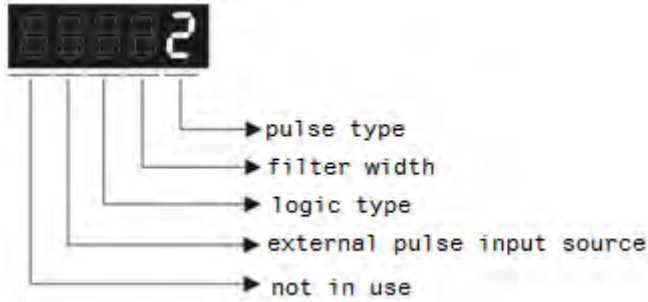 2
pulse type
filter width
logic type
external pulse input source
not in use